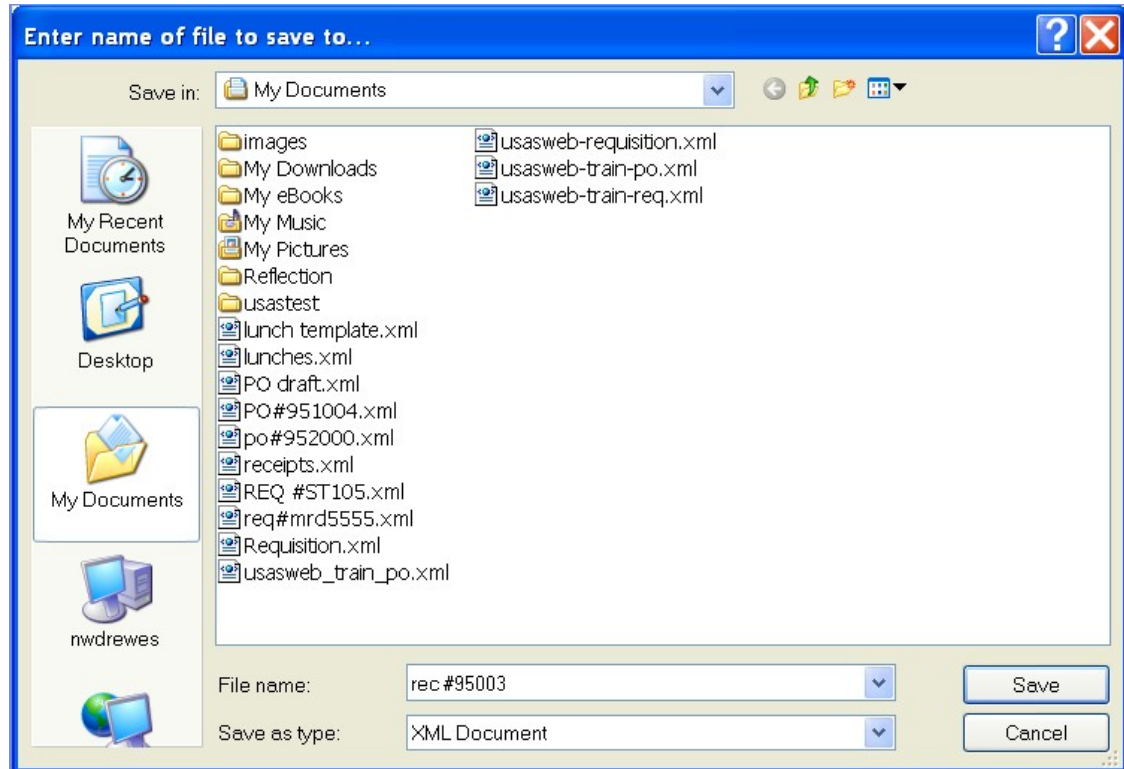 Enter name of file to save to...
Save in:
My Documents
My Recent
Documents
Desktop
My Documents
nwdrewes
images
My Downloads
My eBooks
My Music
My Pictures
Reflection
usastest
lunch template.xml
lunches.xml
PO draft.xml
PO#951004.xml
po#952000.xml
receipts.xml
REQ #ST105.xml
req#mrd5555.xml
Requisition.xml
usasweb_train_po.xml
usasweb-requisition.xml
usasweb-train-po.xml
usasweb-train-req.xml
File name:
rec #95003
Save
Save as type:
XML Document
Cancel